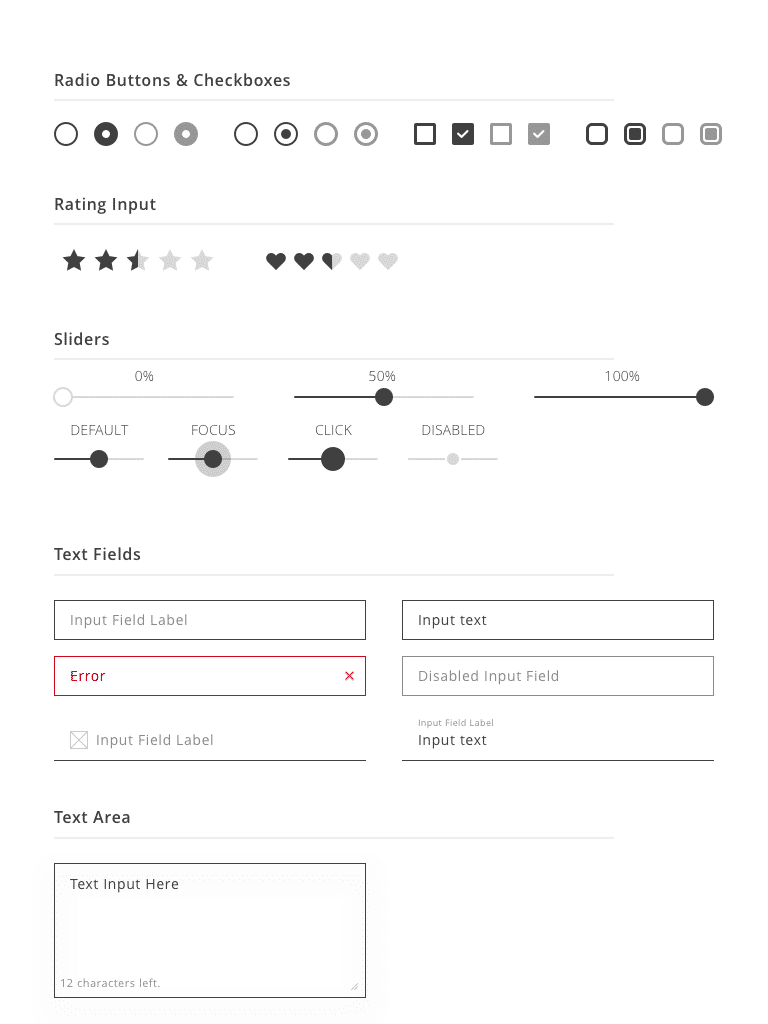 Radio Buttons & Checkboxes
Rating Input
Sliders
0% 50% 100%
DEFAULT FOCUS CLICK DISABLED
Text Fields
Input Field Label Input text
Error Disabled Input Field
Input Field Label
Input Field Label Input text
Text Area
Text Input Here
12 characters left.